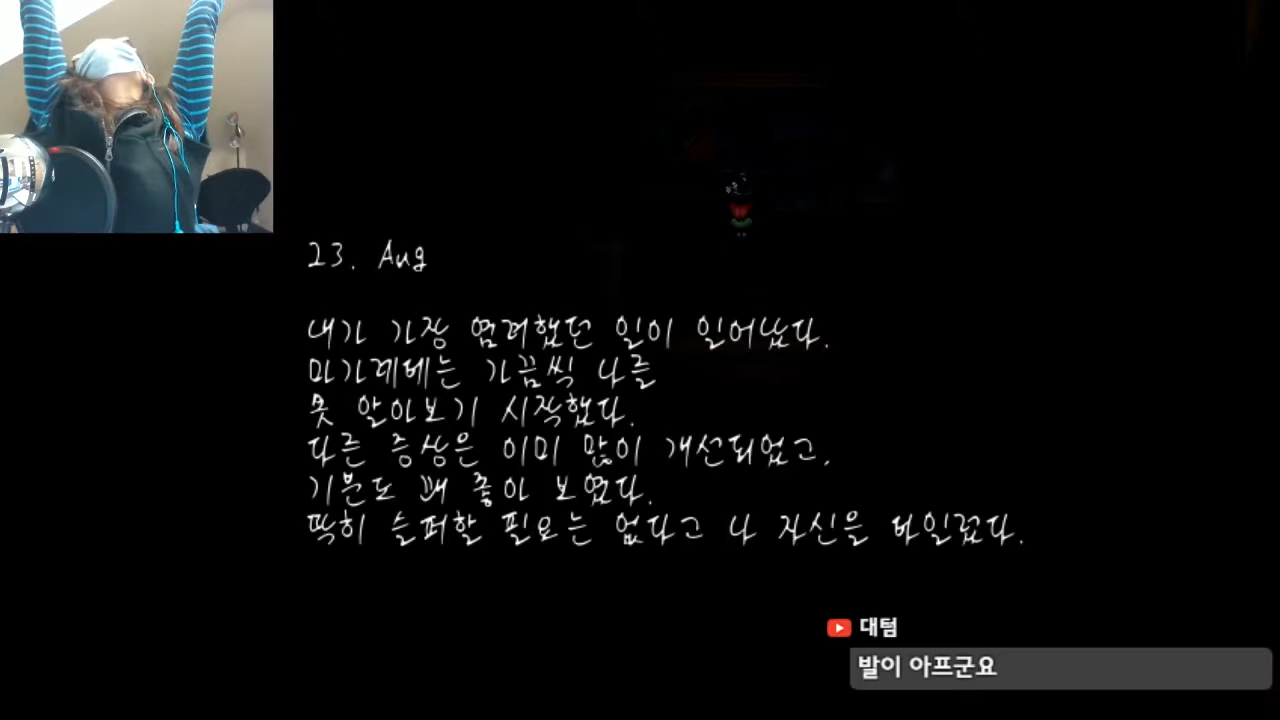 23. Aug
내가 가장 염려했던 일이 일어났다.
마가레테는 가끔씩 나를
못 알아보기 시작했다.
다른 증상은 이미 많이 개선되었고,
기분도 꽤 좋아 보였다.
딱히 슬퍼할 필요는 없다고 나 자신을 타일렀다.
대텀
발이 아프군요